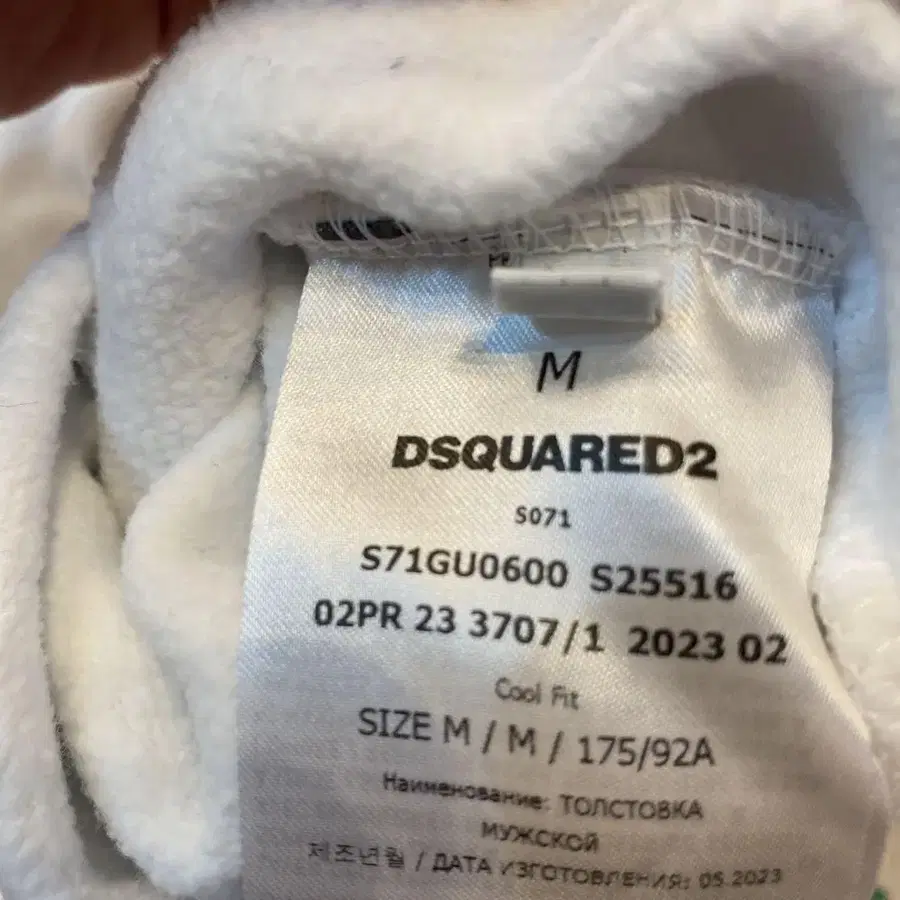 M
DSQUARED2
S071
S71GU0600 S25516
02PR 23 3707/1 2023 02
Cool Fit
SIZE M / M / 175/92A
Наименование: ТОЛСТОВКА
МУЖСКОЙ
제조년월 / ДАТА ИЗГОТОВЛЕНИЯ: 05.2023